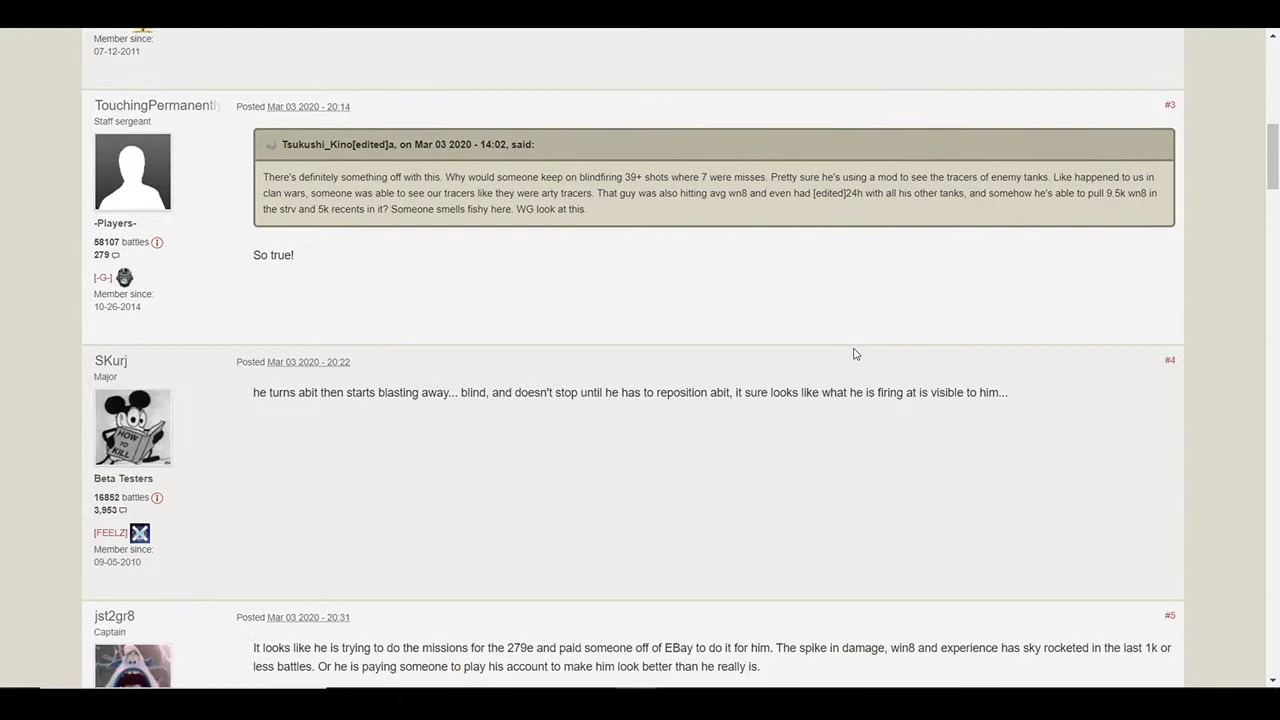 Member since:
07-12-2011
TouchingPermanently
Staff sergeant
Posted Mar 03 2020 - 20:14
#3
Tsukushi_Kino[edited]a, on Mar 03 2020 - 14:02, said:
There's definitely something off with this. Why would someone keep on blindfiring 39+ shots where 7 were misses. Pretty sure he's using a mod to see the tracers of enemy tanks. Like happened to us in
clan wars, someone was able to see our tracers like they were arty tracers. That guy was also hitting avg wn8 and even had [edited]24h with all his other tanks, and somehow he's able to pull 9.5k wn8 in
the strv and 5k recents in it? Someone smells fishy here. WG look at this.
So true!
-Players-
58107 battles
279
[-G-]
Member since:
10-26-2014
SKurj
Major
Posted Mar 03 2020 - 20:22
#4
he turns abit then starts blasting away... blind, and doesn't stop until he has to reposition abit, it sure looks like what he is firing at is visible to him...
HOW
TO
KILL
Beta Testers
16852 battles
3,953
[FEELZ]
Member since:
09-05-2010
jst2gr8
Captain
Posted Mar 03 2020 - 20:31
#5
It looks like he is trying to do the missions for the 279e and paid someone off of EBay to do it for him. The spike in damage, win8 and experience has sky rocketed in the last 1k or
less battles. Or he is paying someone to play his account to make him look better than he really is.